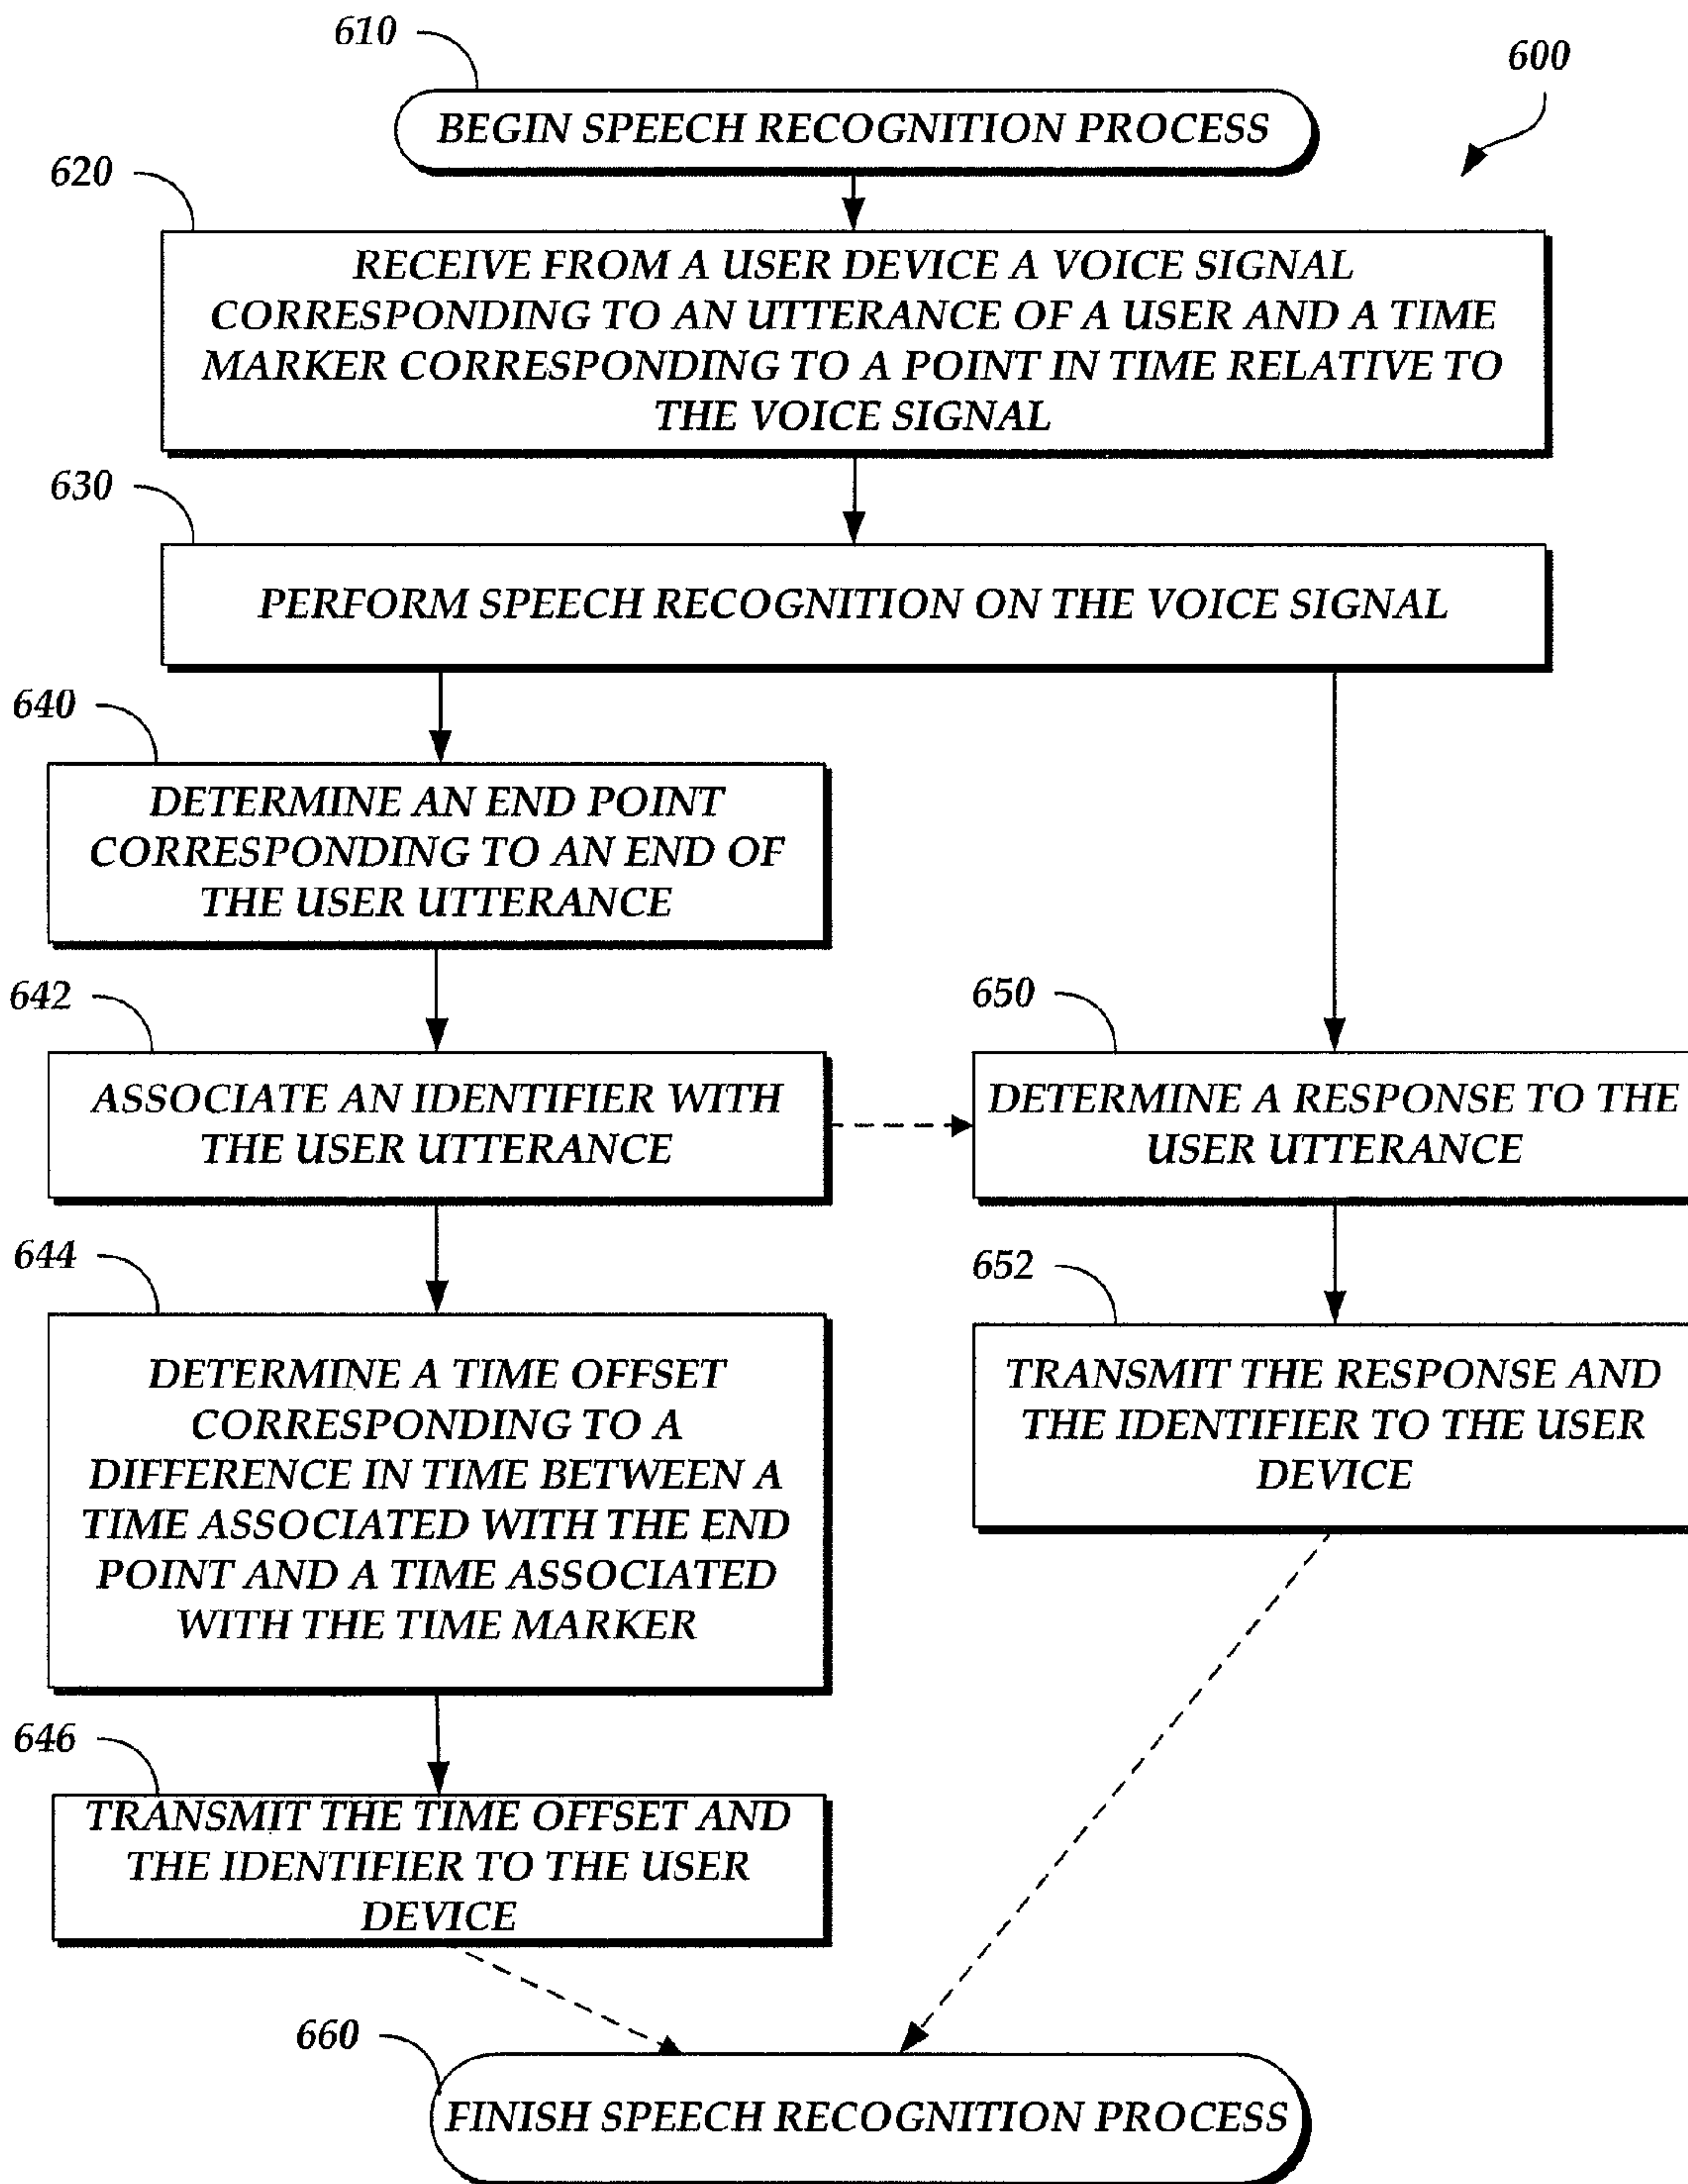 610
600
BEGIN SPEECH RECOGNITION PROCESS
620
RECEIVE FROM A USER DEVICE A VOICE SIGNAL
CORRESPONDING TO AN UTTERANCE OF A USER AND A TIME
MARKER CORRESPONDING TO A POINT IN TIME RELATIVE TO
THE VOICE SIGNAL
630
PERFORM SPEECH RECOGNITION ON THE VOICE SIGNAL
640
DETERMINE AN END POINT
CORRESPONDING TO AN END OF
THE USER UTTERANCE
642
ASSOCIATE AN IDENTIFIER WITH
THE USER UTTERANCE
650
DETERMINE A RESPONSE TO THE
USER UTTERANCE
644
DETERMINE A TIME OFFSET
CORRESPONDING TO A
DIFFERENCE IN TIME BETWEEN A
TIME ASSOCIATED WITH THE END
POINT AND A TIME ASSOCIATED
WITH THE TIME MARKER
652
TRANSMIT THE RESPONSE AND
THE IDENTIFIER TO THE USER
DEVICE
646
TRANSMIT THE TIME OFFSET AND
THE IDENTIFIER TO THE USER
DEVICE
660
FINISH SPEECH RECOGNITION PROCESS